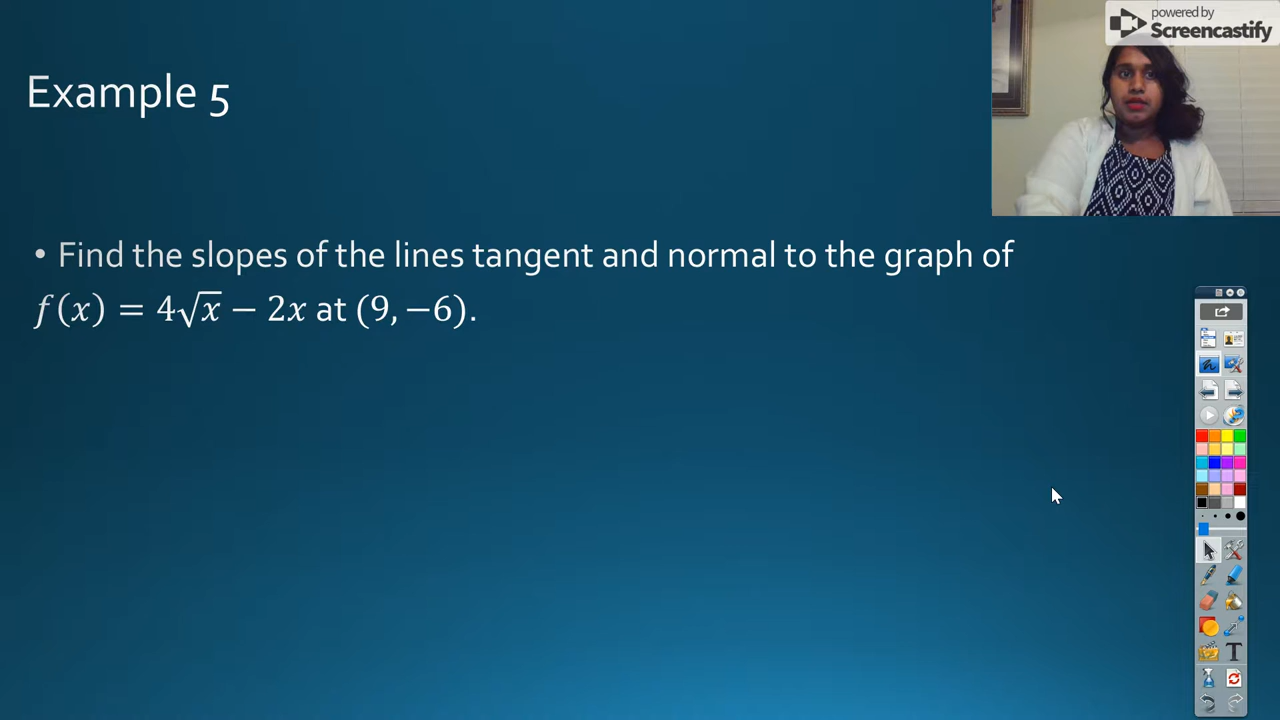 powered by
Screencastify
Example 5
• Find the slopes of the lines tangent and normal to the graph of
f(x) = 4√x − 2x at (9, −6).